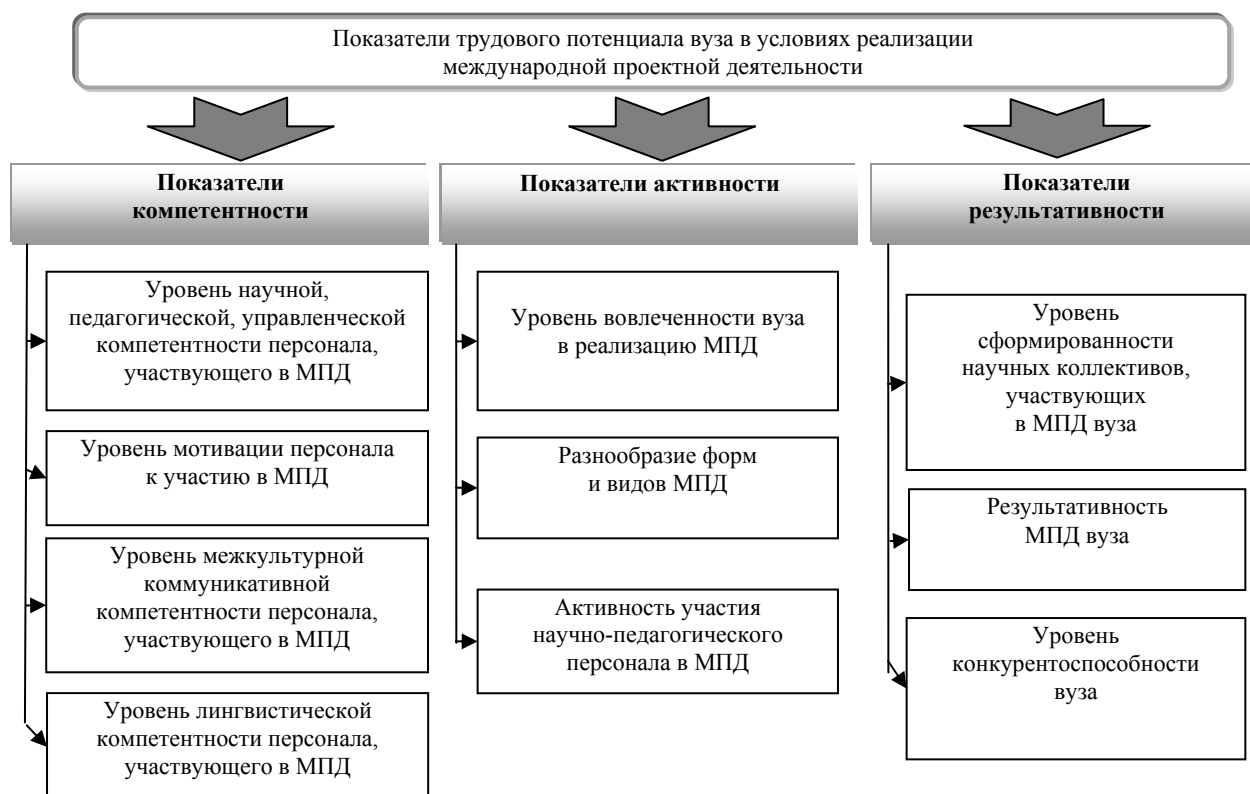 Показатели трудового потенциала вуза в условиях реализации
международной проектной деятельности
Показатели
компетентности
Уровень научной,
педагогической, управленческой
компетентности персонала,
участвующего в МПД
Уровень мотивации персонала
к участию в МПД
Уровень межкультурной
коммуникативной
компетентности персонала,
участвующего в МПД
Уровень лингвистической
компетентности персонала,
участвующего в МПД
Показатели активности
Уровень вовлеченности вуза
в реализацию МПД
Разнообразие форм
и видов МПД
Активность участия
научно-педагогического
персонала в МПД
Показатели
результативности
Уровень
сформированности
научных коллективов,
участвующих
в МПД вуза
Результативность
МПД вуза
Уровень
конкурентоспособности
вуза